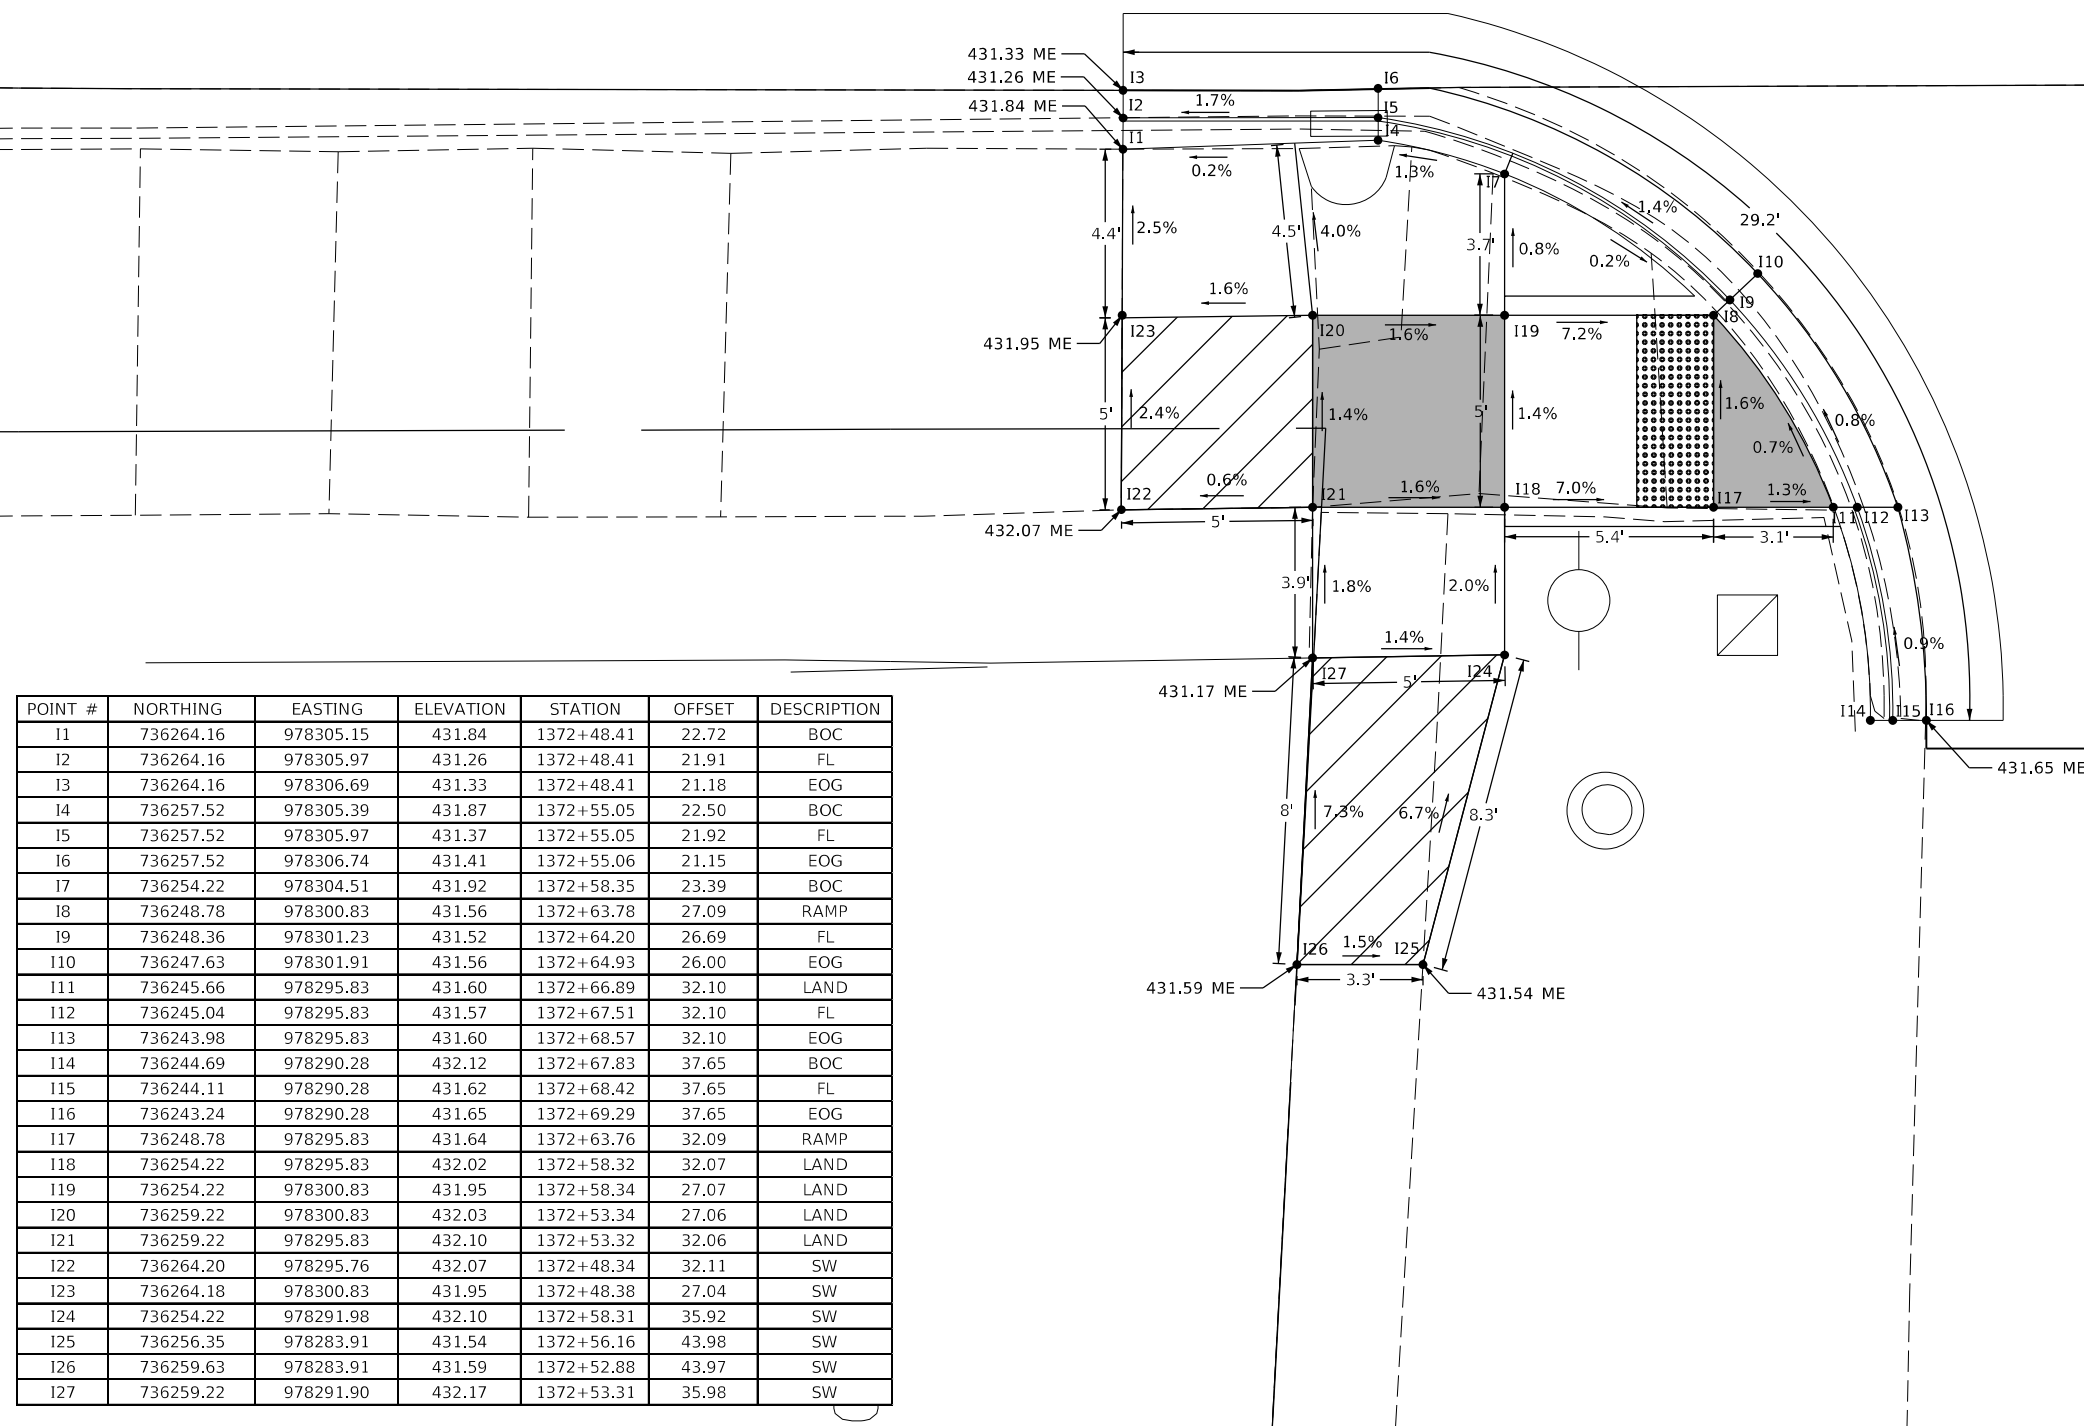 431.33 ME
431.26 ME
431.84 ME
I3
I6
I2
1.7%
I5
I1
I4
0.2%
1.3%
I7
1.4%
29.2'
4.4'
2.5%
4.5'
4.0%
3.7'
0.8%
0.2%
I10
1.6%
I9
I23
I20
1.6%
I19
7.2%
I8
431.95 ME
5'
2.4%
1.4%
5'
1.4%
1.6%
0.8%
0.7%
I22
0.6%
I21
1.6%
I18
7.0%
I17
1.3%
I11
I12
I13
432.07 ME
5'
5.4'
3.1'
3.9'
1.8%
2.0%
1.4%
0.9%
I27
5'
I24
431.17 ME
I14
I15
I16
431.65 ME
8'
7.3%
6.7%
8.3'
I26
1.5%
I25
431.59 ME
3.3'
431.54 ME
POINT # NORTHING EASTING ELEVATION STATION OFFSET DESCRIPTION
I1 736264.16 978305.15 431.84 1372+48.41 22.72 BOC
I2 736264.16 978305.97 431.26 1372+48.41 21.91 FL
I3 736264.16 978306.69 431.33 1372+48.41 21.18 EOG
I4 736257.52 978305.39 431.87 1372+55.05 22.50 BOC
I5 736257.52 978305.97 431.37 1372+55.05 21.92 FL
I6 736257.52 978306.74 431.41 1372+55.06 21.15 EOG
I7 736254.22 978304.51 431.92 1372+58.35 23.39 BOC
I8 736248.78 978300.83 431.56 1372+63.78 27.09 RAMP
I9 736248.36 978301.23 431.52 1372+64.20 26.69 FL
I10 736247.63 978301.91 431.56 1372+64.93 26.00 EOG
I11 736245.66 978295.83 431.60 1372+66.89 32.10 LAND
I12 736245.04 978295.83 431.57 1372+67.51 32.10 FL
I13 736243.98 978295.83 431.60 1372+68.57 32.10 EOG
I14 736244.69 978290.28 432.12 1372+67.83 37.65 BOC
I15 736244.11 978290.28 431.62 1372+68.42 37.65 FL
I16 736243.24 978290.28 431.65 1372+69.29 37.65 EOG
I17 736248.78 978295.83 431.64 1372+63.76 32.09 RAMP
I18 736254.22 978295.83 432.02 1372+58.32 32.07 LAND
I19 736254.22 978300.83 431.95 1372+58.34 27.07 LAND
I20 736259.22 978300.83 432.03 1372+53.34 27.06 LAND
I21 736259.22 978295.83 432.10 1372+53.32 32.06 LAND
I22 736264.20 978295.76 432.07 1372+48.34 32.11 SW
I23 736264.18 978300.83 431.95 1372+48.38 27.04 SW
I24 736254.22 978291.98 432.10 1372+58.31 35.92 SW
I25 736256.35 978283.91 431.54 1372+56.16 43.98 SW
I26 736259.63 978283.91 431.59 1372+52.88 43.97 SW
I27 736259.22 978291.90 432.17 1372+53.31 35.98 SW